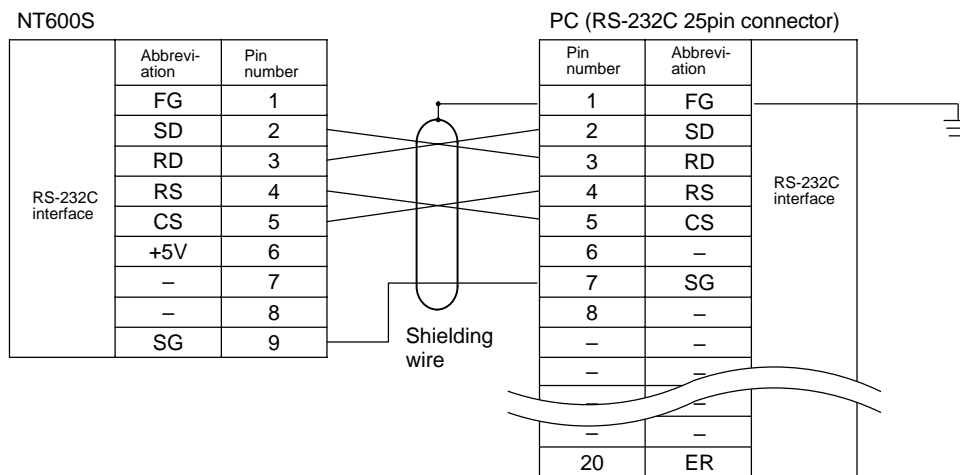 NT600S
PC (RS-232C 25pin connector)
Abbrevi-
ation
Pin
number
FG 1
SD 2
RD 3
RS 4
CS 5
+5V 6
– 7
– 8
SG 9
RS-232C
interface
Shielding
wire
Pin
number
Abbrevi-
ation
1 FG
2 SD
3 RD
4 RS
5 CS
6 –
7 SG
8 –
– –
– –
– –
– –
20 ER
RS-232C
interface